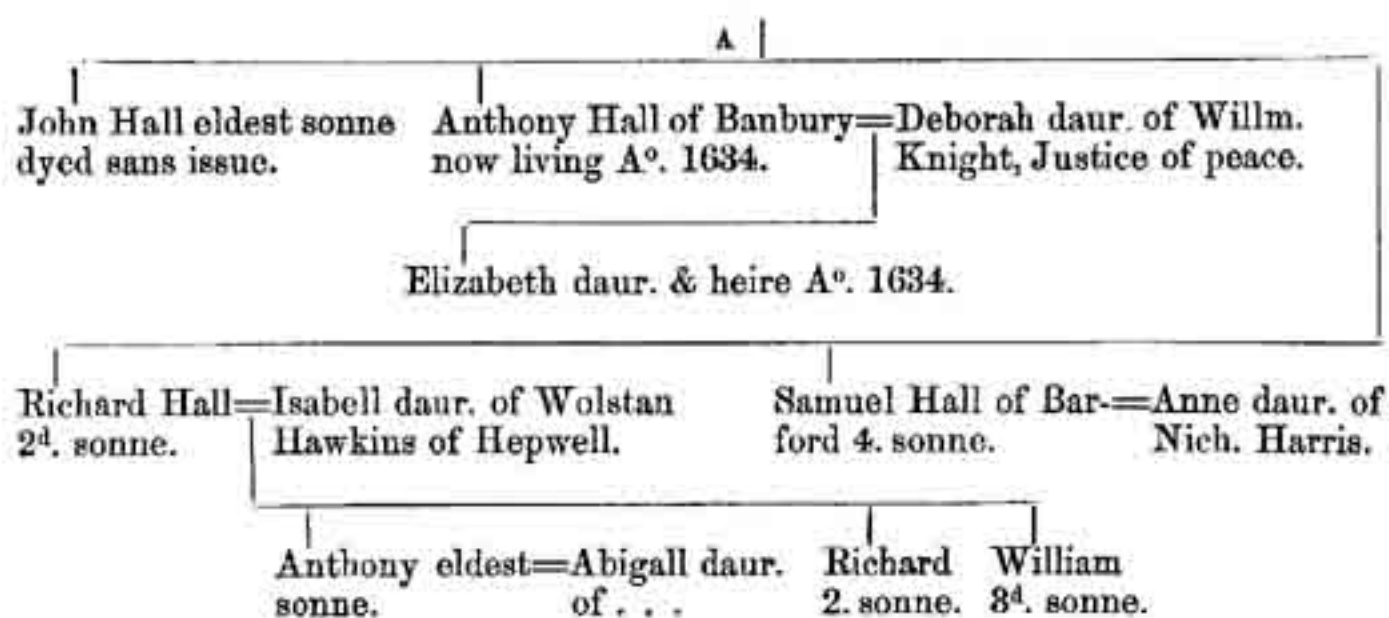 A
John Hall eldest sonne
dyed sans issue.
Anthony Hall of Banbury=Deborah daur. of Willm.
now living Aº. 1634.
Knight, Justice of peace.
Elizabeth daur. & heire Aº. 1634.
Richard Hall=Isabell daur. of Wolstan
2ᵈ. sonne.
Hawkins of Hepwell.
Samuel Hall of Bar-=Anne daur. of
ford 4. sonne.
Nich. Harris.
Anthony eldest=Abigall daur.
sonne.
of . . .
Richard
2. sonne.
William
3ᵈ. sonne.